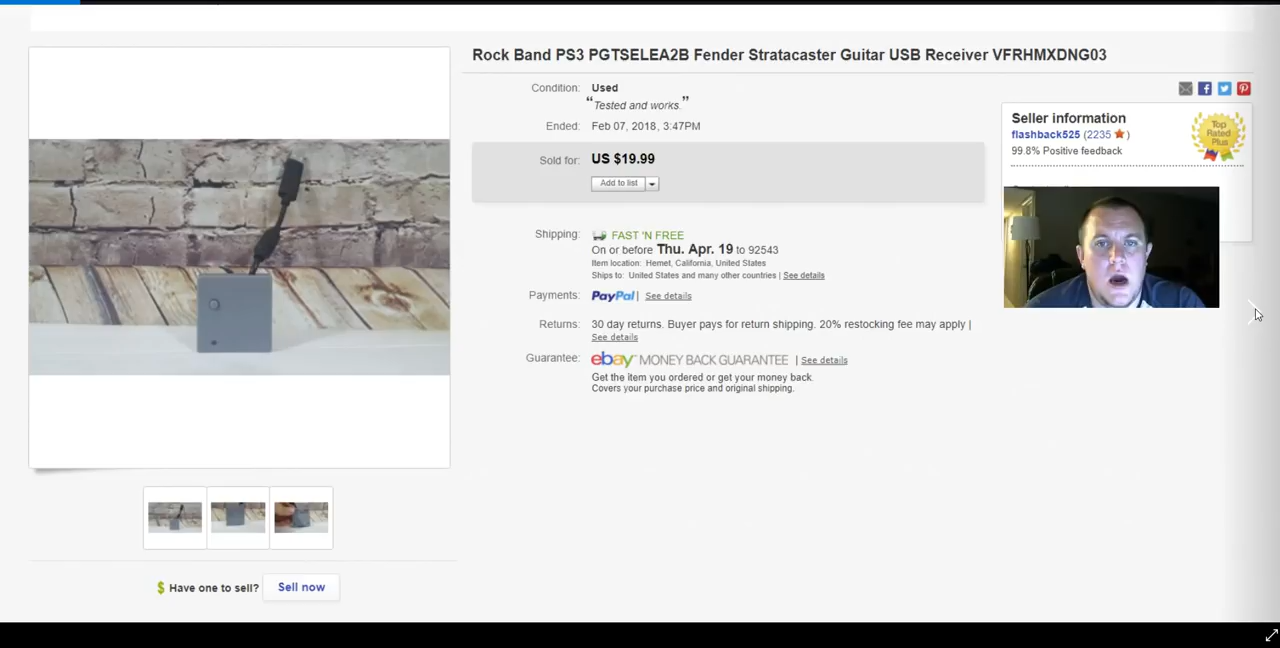 Rock Band PS3 PGTSELEA2B Fender Stratacaster Guitar USB Receiver VFRHMXDNG03
Condition: Used
“Tested and works.”
Ended: Feb 07, 2018, 3:47PM
Sold for: US $19.99
Add to list
Shipping: FAST 'N FREE
On or before Thu. Apr. 19 to 92543
Item location: Hemet, California, United States
Ships to: United States and many other countries | See details
Payments: PayPal | See details
Returns: 30 day returns. Buyer pays for return shipping. 20% restocking fee may apply |
See details
Guarantee: ebay MONEY BACK GUARANTEE | See details
Get the item you ordered or get your money back.
Covers your purchase price and original shipping.
Seller information
flashback525 (2235 )
99.8% Positive feedback
Top
Rated
Plus
$ Have one to sell? Sell now